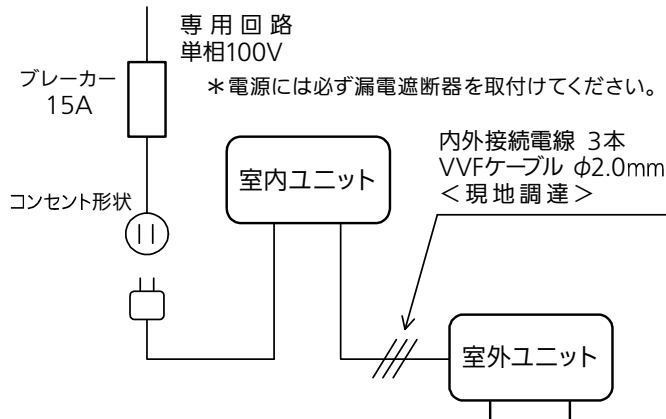 専用回路
単相100V
ブレーカー
15A
＊電源には必ず漏電遮断器を取付けてください。
内外接続電線 3本
VVFケーブル φ2.0mm
＜現地調達＞
室内ユニット
コンセント形状
室外ユニット